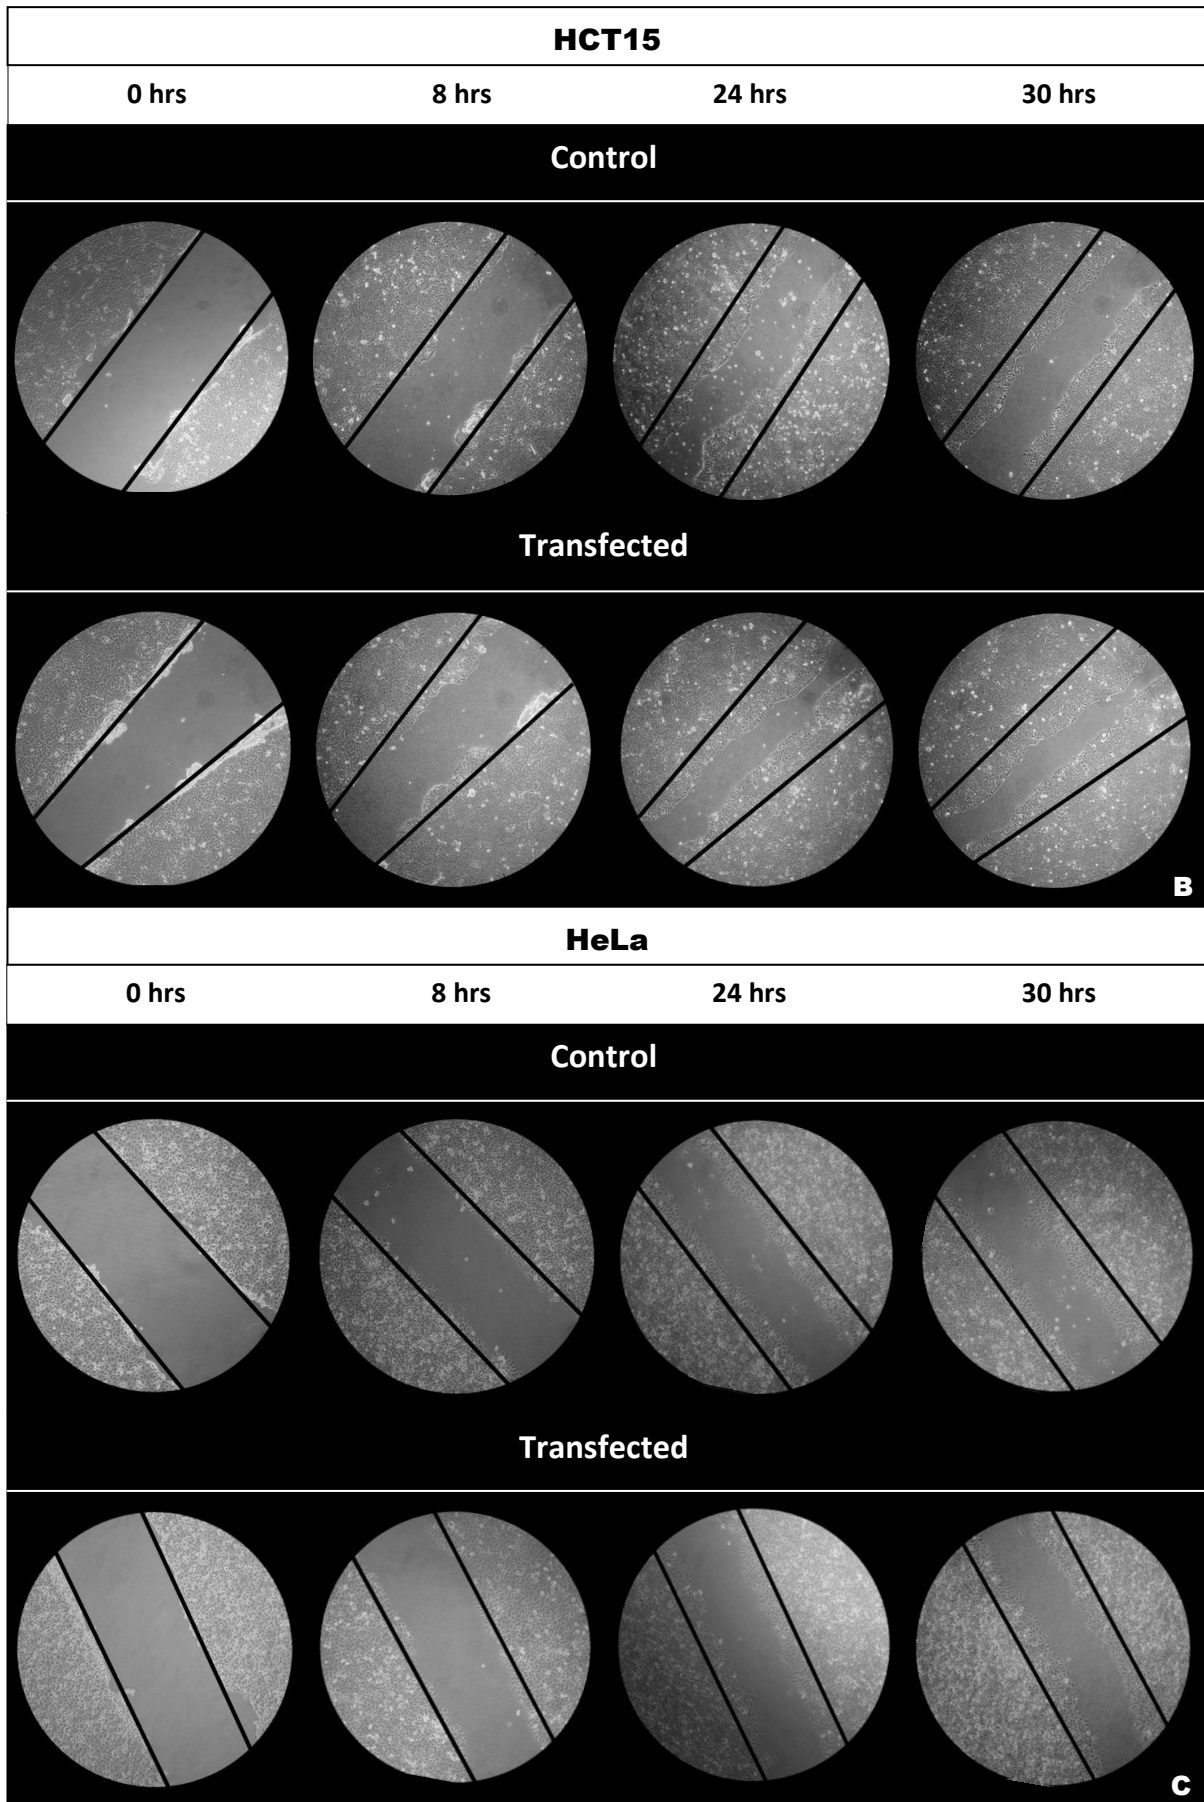 HCT15
0 hrs 8 hrs 24 hrs 30 hrs
Control
Transfected
B
HeLa
0 hrs 8 hrs 24 hrs 30 hrs
Control
Transfected
C